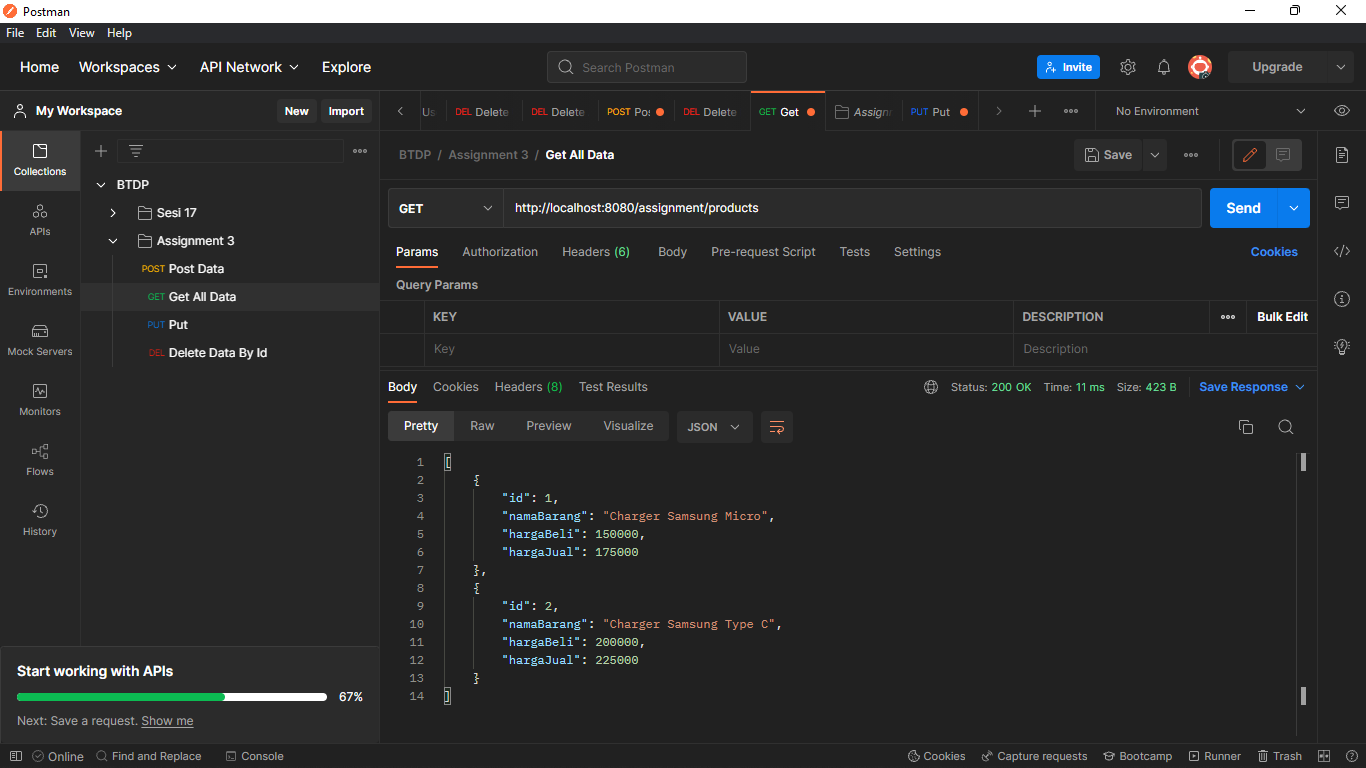 Postman
File Edit View Help
Home Workspaces API Network Explore Search Postman Invite Upgrade
My Workspace New Import
DEL Delete DEL Delete POST DEL Delete GET Get PUT Put No Environment
Collections
APIs
Environments
Mock Servers
Monitors
Flows
History
BTDP
Sesi 17
Assignment 3
POST Post Data
GET Get All Data
PUT Put
DEL Delete Data By Id
Start working with APIs
67%
Next: Save a request. Show me
BTDP / Assignment 3 / Get All Data Save
GET http://localhost:8080/assignment/products Send
Params Authorization Headers (6) Body Pre-request Script Tests Settings Cookies
Query Params
KEY VALUE DESCRIPTION Bulk Edit
Key Value Description
Body Cookies Headers (8) Test Results Status: 200 OK Time: 11 ms Size: 423 B Save Response
Pretty Raw Preview Visualize JSON
1 [
2 {
3 "id": 1,
4 "namaBarang": "Charger Samsung Micro",
5 "hargaBeli": 150000,
6 "hargaJual": 175000
7 },
8 {
9 "id": 2,
10 "namaBarang": "Charger Samsung Type C",
11 "hargaBeli": 200000,
12 "hargaJual": 225000
13 }
14 ]
Online Find and Replace Console Cookies Capture requests Bootcamp Runner Trash